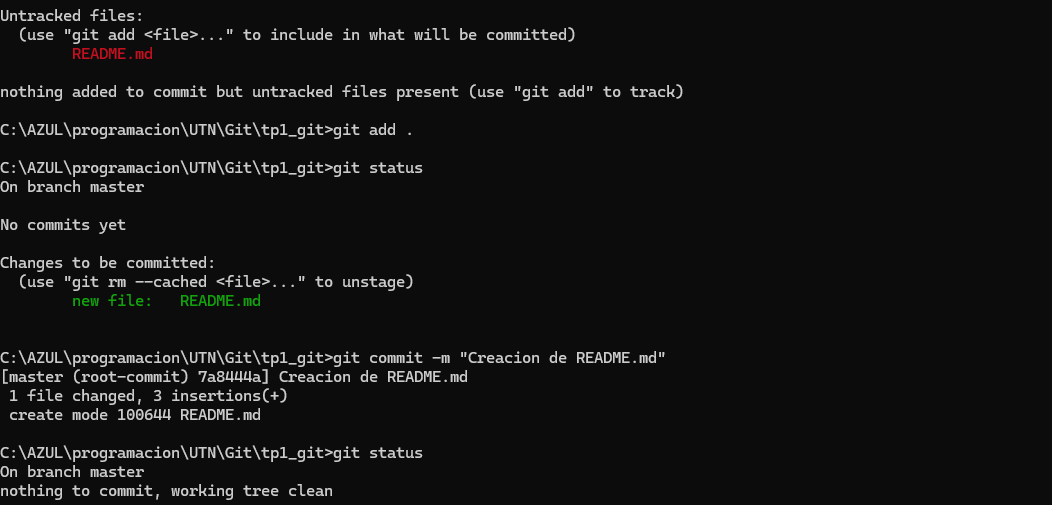 Untracked files:
  (use "git add <file>..." to include in what will be committed)
        README.md
nothing added to commit but untracked files present (use "git add" to track)
C:\AZUL\programacion\UTN\Git\tp1_git>git add .
C:\AZUL\programacion\UTN\Git\tp1_git>git status
On branch master
No commits yet
Changes to be committed:
  (use "git rm --cached <file>..." to unstage)
        new file:   README.md
C:\AZUL\programacion\UTN\Git\tp1_git>git commit -m "Creacion de README.md"
[master (root-commit) 7a8444a] Creacion de README.md
 1 file changed, 3 insertions(+)
 create mode 100644 README.md
C:\AZUL\programacion\UTN\Git\tp1_git>git status
On branch master
nothing to commit, working tree clean